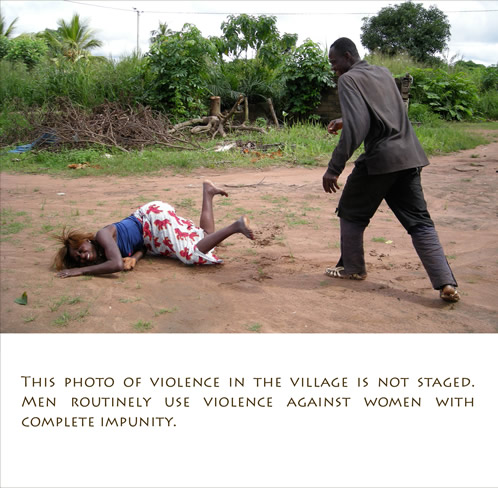 This photo of violence in the village is not staged.
Men routinely use violence against women with
complete impunity.